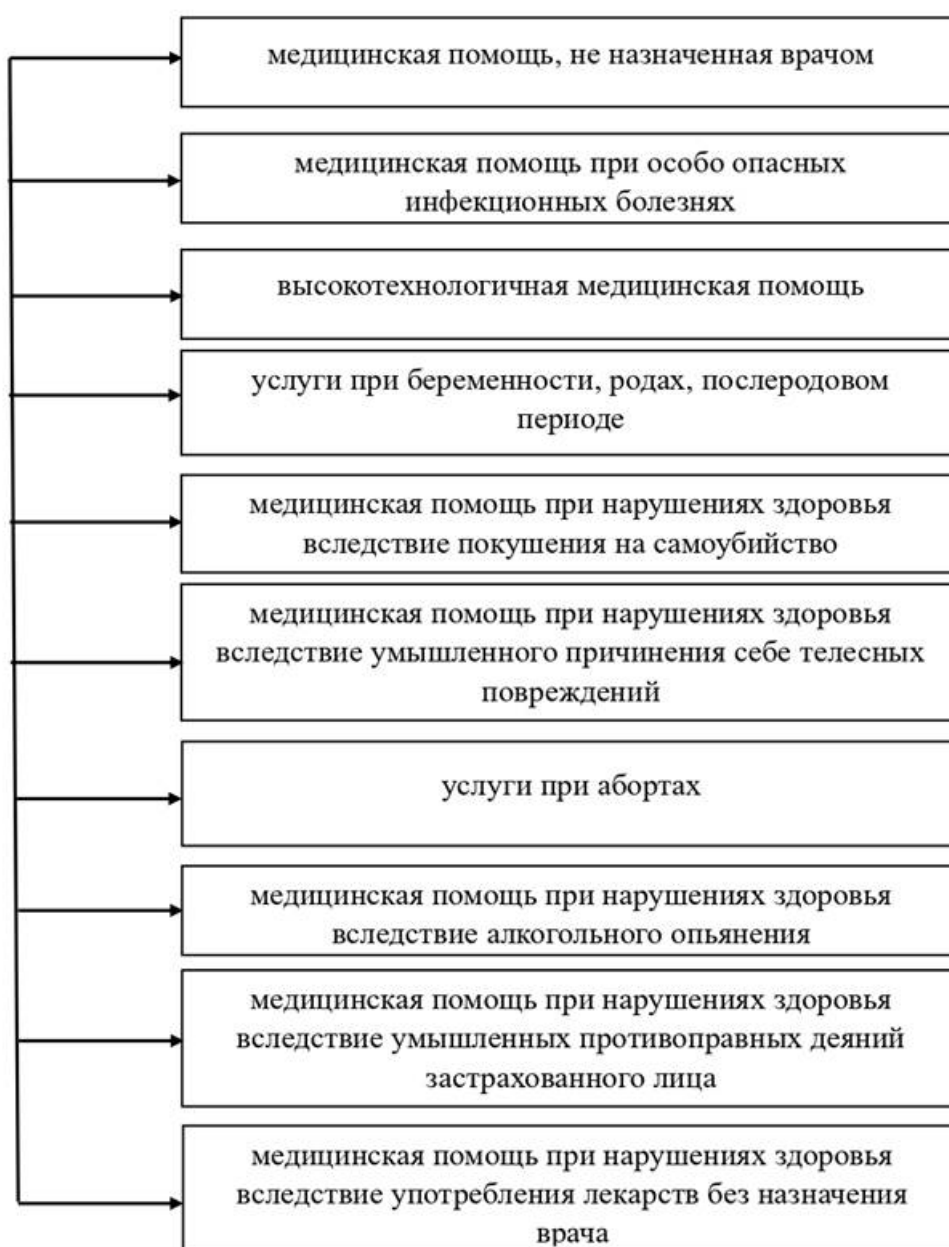 медицинская помощь, не назначенная врачом
медицинская помощь при особо опасных
инфекционных болезнях
высокотехнологичная медицинская помощь
услуги при беременности, родах, послеродовом
периоде
медицинская помощь при нарушениях здоровья
вследствие покушения на самоубийство
медицинская помощь при нарушениях здоровья
вследствие умышленного причинения себе телесных
повреждений
услуги при абортах
медицинская помощь при нарушениях здоровья
вследствие алкогольного опьянения
медицинская помощь при нарушениях здоровья
вследствие умышленных противоправных деяний
застрахованного лица
медицинская помощь при нарушениях здоровья
вследствие употребления лекарств без назначения
врача